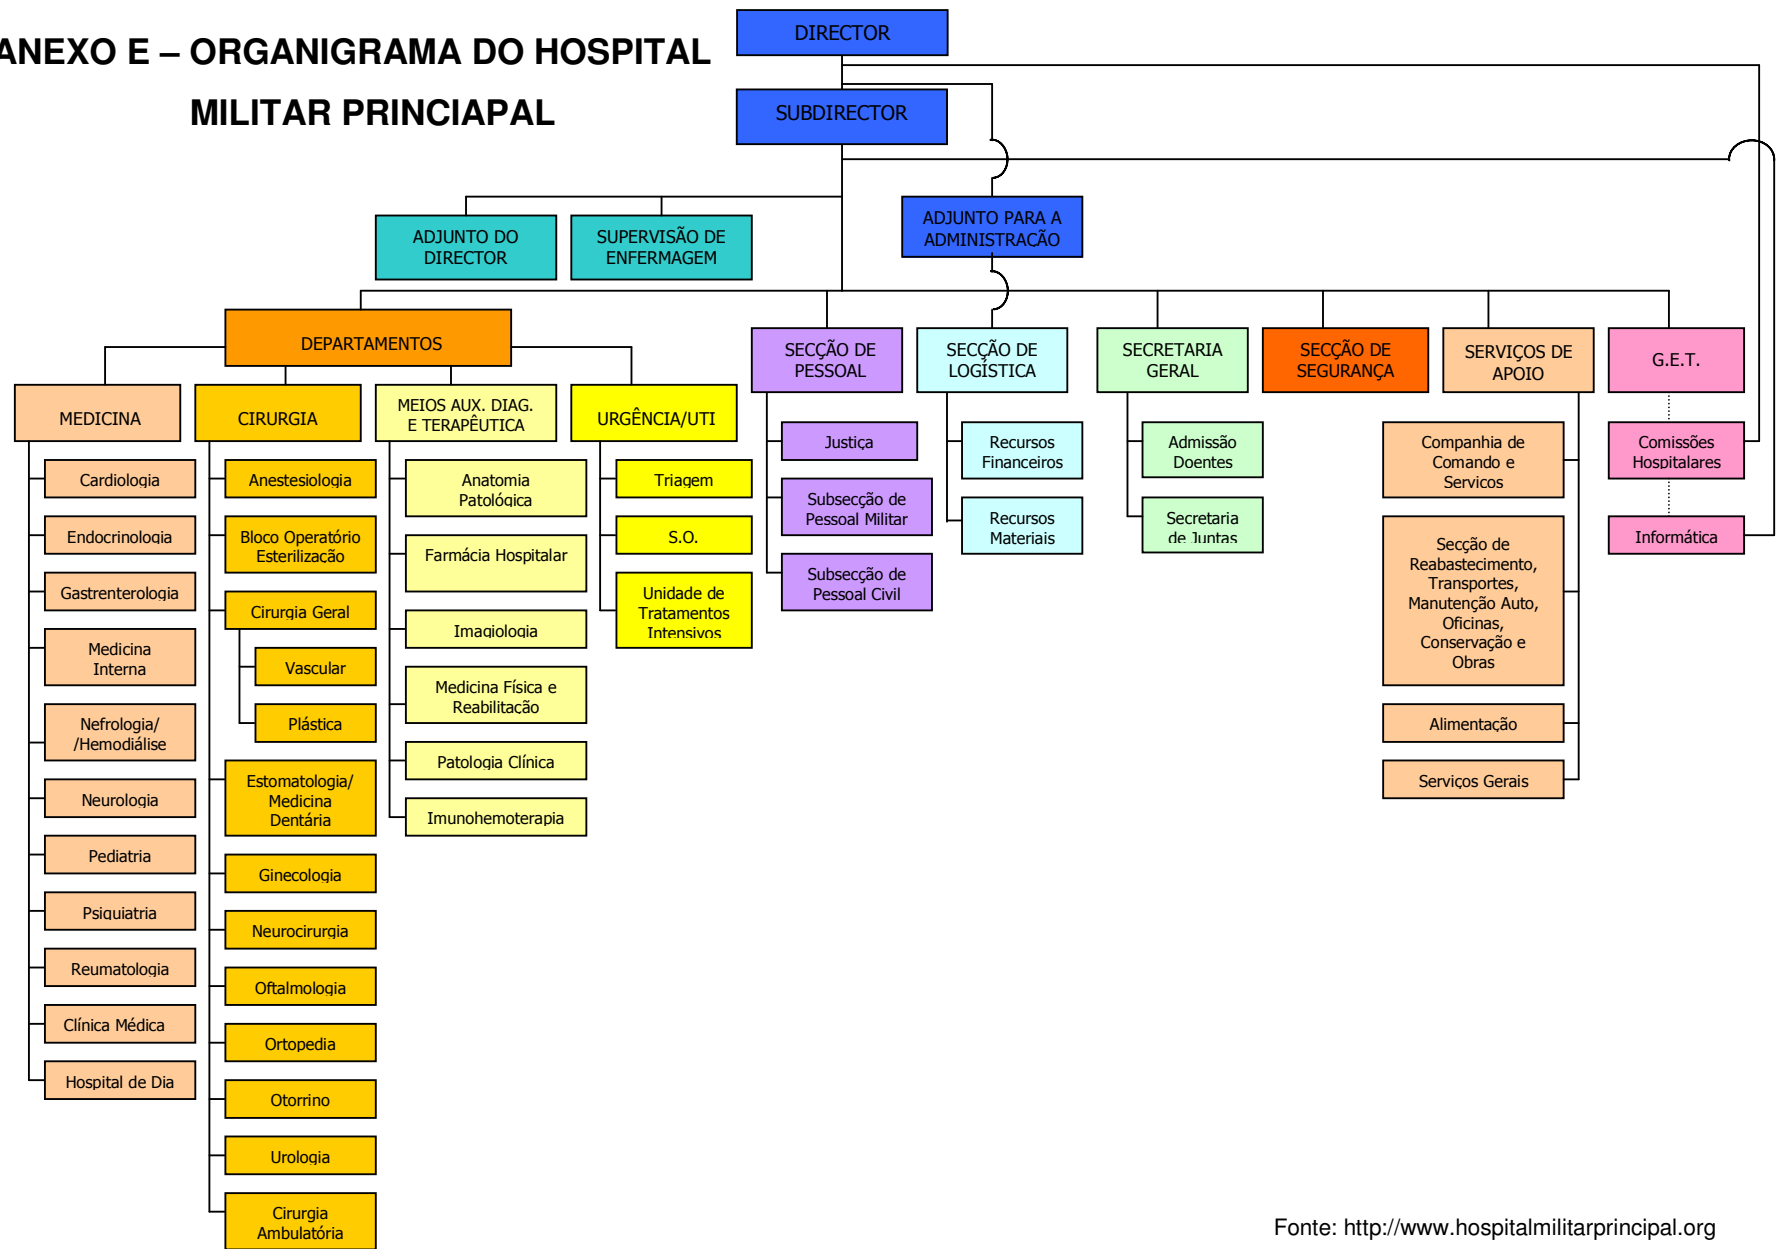 ANEXO E – ORGANIGRAMA DO HOSPITAL
MILITAR PRINCIAPAL
DIRECTOR
SUBDIRECTOR
ADJUNTO DO
DIRECTOR
SUPERVISÃO DE
ENFERMAGEM
ADJUNTO PARA A
ADMINISTRACÃO
DEPARTAMENTOS
SECÇÃO DE
PESSOAL
SECÇÃO DE
LOGÍSTICA
SECRETARIA
GERAL
SECÇÃO DE
SEGURANÇA
SERVIÇOS DE
APOIO
G.E.T.
MEDICINA
CIRURGIA
MEIOS AUX. DIAG.
E TERAPÊUTICA
URGÊNCIA/UTI
Cardiologia
Endocrinologia
Gastrenterologia
Medicina
Interna
Nefrologia/
/Hemodiálise
Neurologia
Pediatria
Psiquiatria
Reumatologia
Clínica Médica
Hospital de Dia
Anestesiologia
Bloco Operatório
Esterilização
Cirurgia Geral
Vascular
Plástica
Estomatologia/
Medicina
Dentária
Ginecologia
Neurocirurgia
Oftalmologia
Ortopedia
Otorrino
Urologia
Cirurgia
Ambulatória
Anatomia
Patológica
Farmácia Hospitalar
Imagiologia
Medicina Física e
Reabilitação
Patologia Clínica
Imunohemoterapia
Triagem
S.O.
Unidade de
Tratamentos
Intensivos
Justiça
Subsecção de
Pessoal Militar
Subsecção de
Pessoal Civil
Recursos
Financeiros
Recursos
Materiais
Admissão
Doentes
Secretaria
de Juntas
Companhia de
Comando e
Servicos
Secção de
Reabastecimento,
Transportes,
Manutenção Auto,
Oficinas,
Conservação e
Obras
Alimentação
Serviços Gerais
Comissões
Hospitalares
Informática
Fonte: http://www.hospitalmilitarprincipal.org